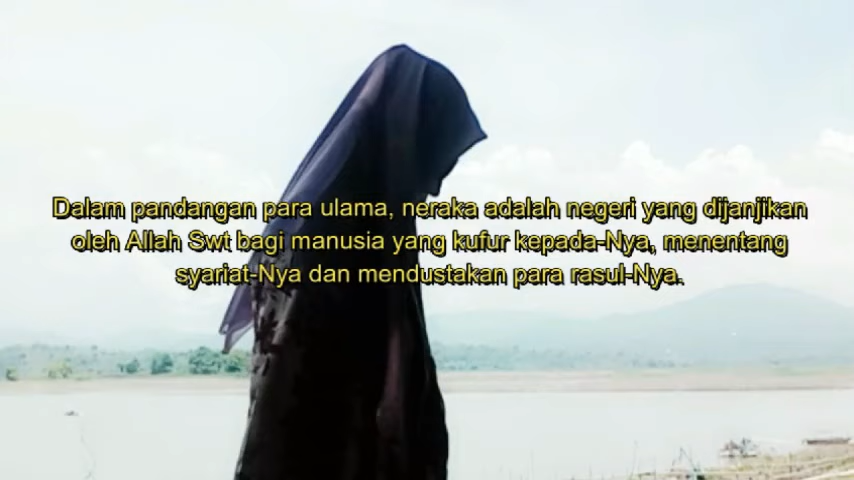 Dalam pandangan para ulama, neraka adalah negeri yang dijanjikan
oleh Allah Swt bagi manusia yang kufur kepada-Nya, menentang
syariat-Nya dan mendustakan para rasul-Nya.